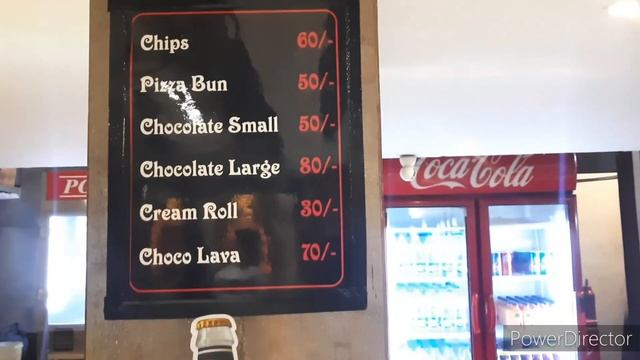 Chips 60/-
Pizza Bun 50/-
Chocolate Small 50/-
Chocolate Large 80/-
Cream Roll 30/-
Choco Lava 70/-
Coca-Cola
PowerDirector